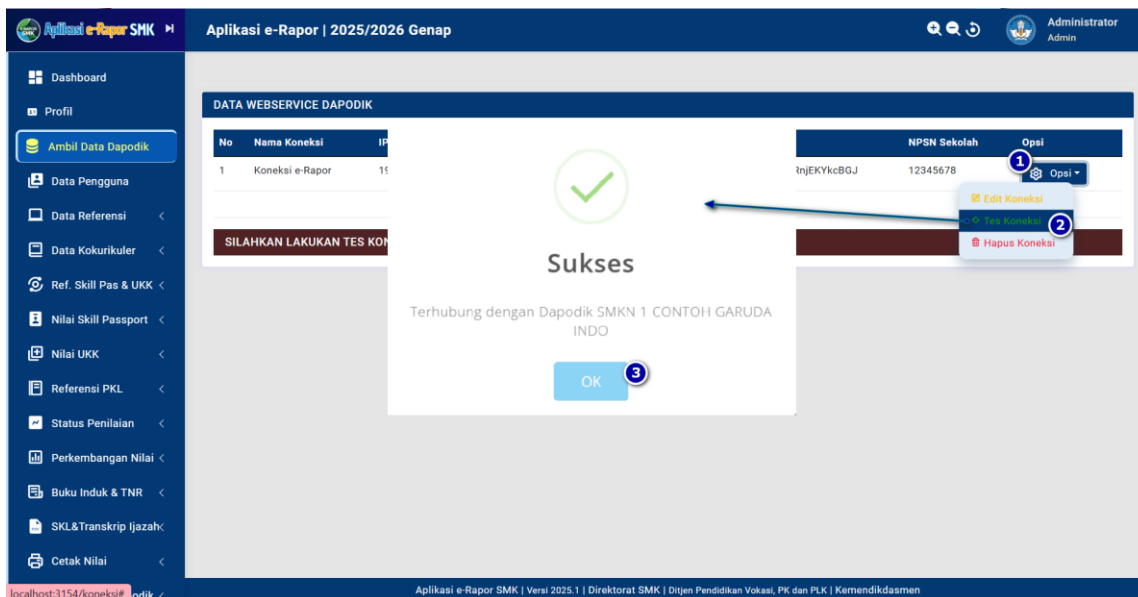 Aplikasi e-Rapor SMK
Aplikasi e-Rapor | 2025/2026 Genap
Administrator
Admin
Dashboard
Profil
Ambil Data Dapodik
Data Pengguna
Data Referensi
Data Kokurikuler
Ref. Skill Pas & UKK
Nilai Skill Passport
Nilai UKK
Referensi PKL
Status Penilaian
Perkembangan Nilai
Buku Induk & TNR
SKL&Transkrip Ijazah
Cetak Nilai
DATA WEBSERVICE DAPODIK
No Nama Koneksi IP NPSN Sekolah Opsi
1 Koneksi e-Rapor 19 RnjEKYkcBGJ 12345678 Opsi
1
Edit Koneksi
Tes Koneksi 2
Hapus Koneksi
SILAHKAN LAKUKAN TES KON
Sukses
Terhubung dengan Dapodik SMKN 1 CONTOH GARUDA
INDO
OK 3
localhost:3154/koneksi# odik
Aplikasi e-Rapor SMK | Versi 2025.1 | Direktorat SMK | Ditjen Pendidikan Vokasi, PK dan PLK | Kemendikdasmen